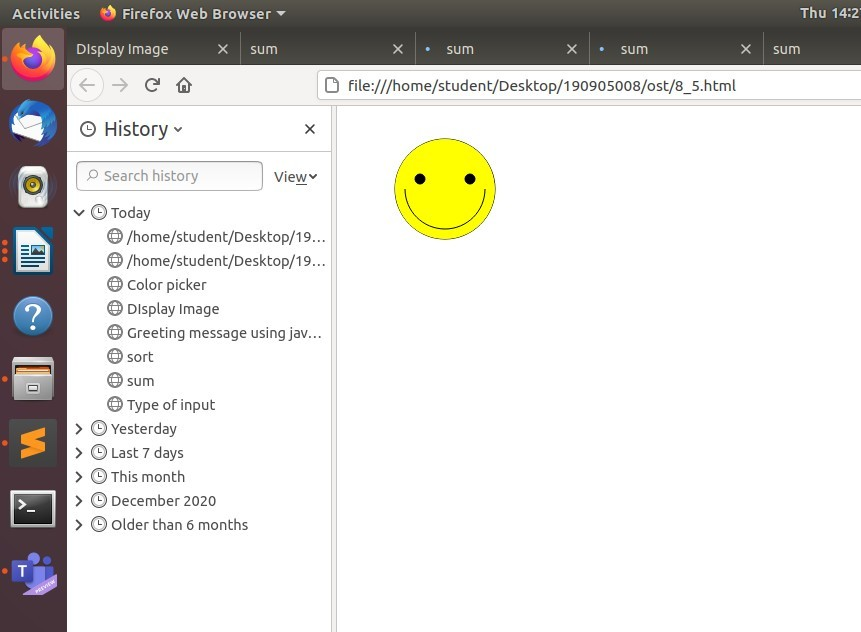 Activities Firefox Web Browser Thu 14:2
DIsplay Image sum sum sum sum
file:///home/student/Desktop/190905008/ost/8_5.html
History
Search history View
Today
/home/student/Desktop/19...
/home/student/Desktop/19...
Color picker
DIsplay Image
Greeting message using jav...
sort
sum
Type of input
Yesterday
Last 7 days
This month
December 2020
Older than 6 months
T
PREVIEW